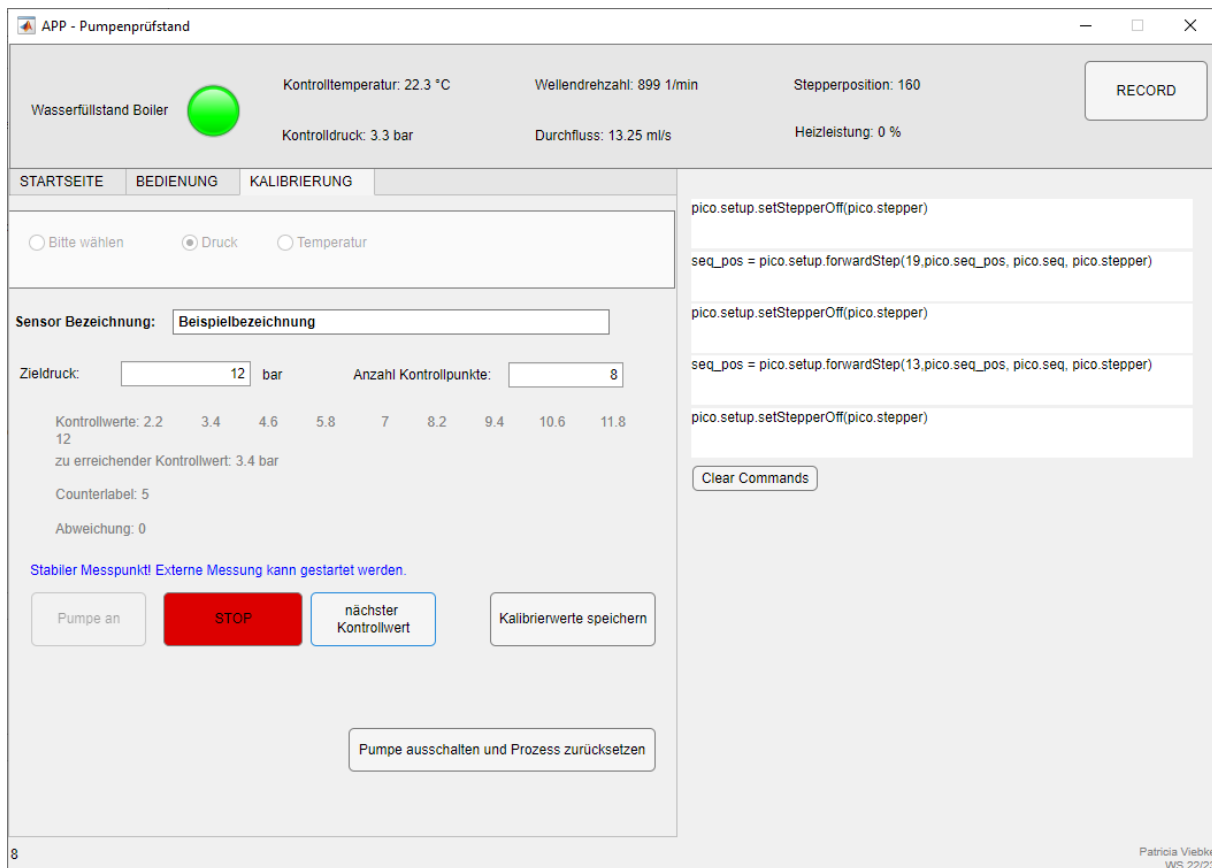 APP - Pumpenprüfstand
Wasserfüllstand Boiler
Kontrolltemperatur: 22.3 °C
Wellendrehzahl: 899 1/min
Stepperposition: 160
RECORD
Kontrolldruck: 3.3 bar
Durchfluss: 13.25 ml/s
Heizleistung: 0 %
STARTSEITE BEDIENUNG KALIBRIERUNG
Bitte wählen Druck Temperatur
Sensor Bezeichnung: Beispielbezeichnung
Zieldruck: 12 bar Anzahl Kontrollpunkte: 8
Kontrollwerte: 2.2 3.4 4.6 5.8 7 8.2 9.4 10.6 11.8
12
zu erreichender Kontrollwert: 3.4 bar
Counterlabel: 5
Abweichung: 0
Stabiler Messpunkt! Externe Messung kann gestartet werden.
Pumpe an
STOP
nächster
Kontrollwert
Kalibrierwerte speichern
Pumpe ausschalten und Prozess zurücksetzen
pico.setup.setStepperOff(pico.stepper)
seq_pos = pico.setup.forwardStep(19,pico.seq_pos, pico.seq, pico.stepper)
pico.setup.setStepperOff(pico.stepper)
seq_pos = pico.setup.forwardStep(13,pico.seq_pos, pico.seq, pico.stepper)
pico.setup.setStepperOff(pico.stepper)
Clear Commands
8
Patricia Viebke
WS 22/2